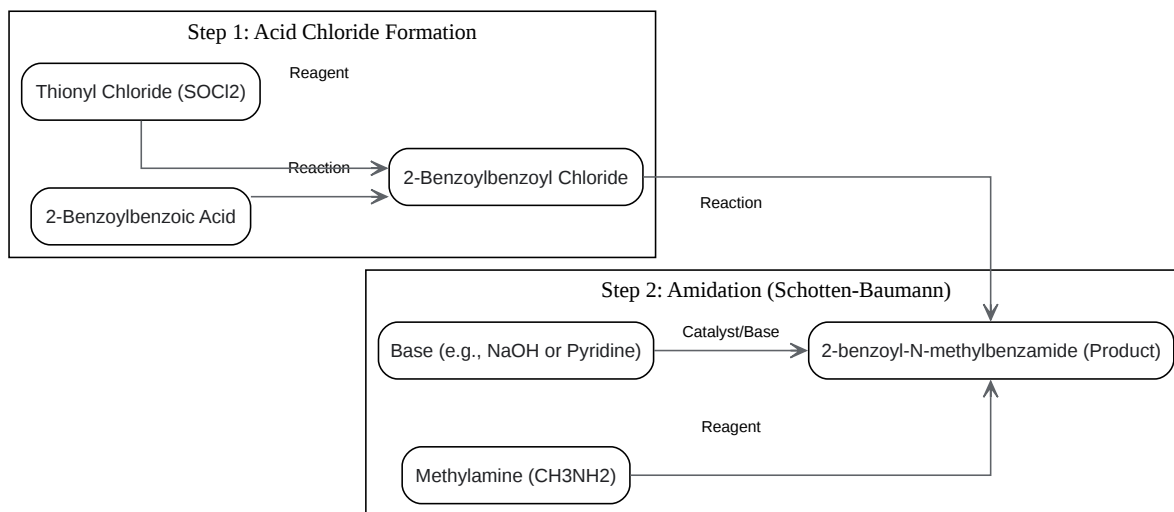 Step 1: Acid Chloride Formation
Reagent
Thionyl Chloride (SOCl2)
Reaction
2-Benzoylbenzoyl Chloride
2-Benzoylbenzoic Acid
Reaction
Step 2: Amidation (Schotten-Baumann)
Base (e.g., NaOH or Pyridine)
Catalyst/Base
2-benzoyl-N-methylbenzamide (Product)
Reagent
Methylamine (CH3NH2)